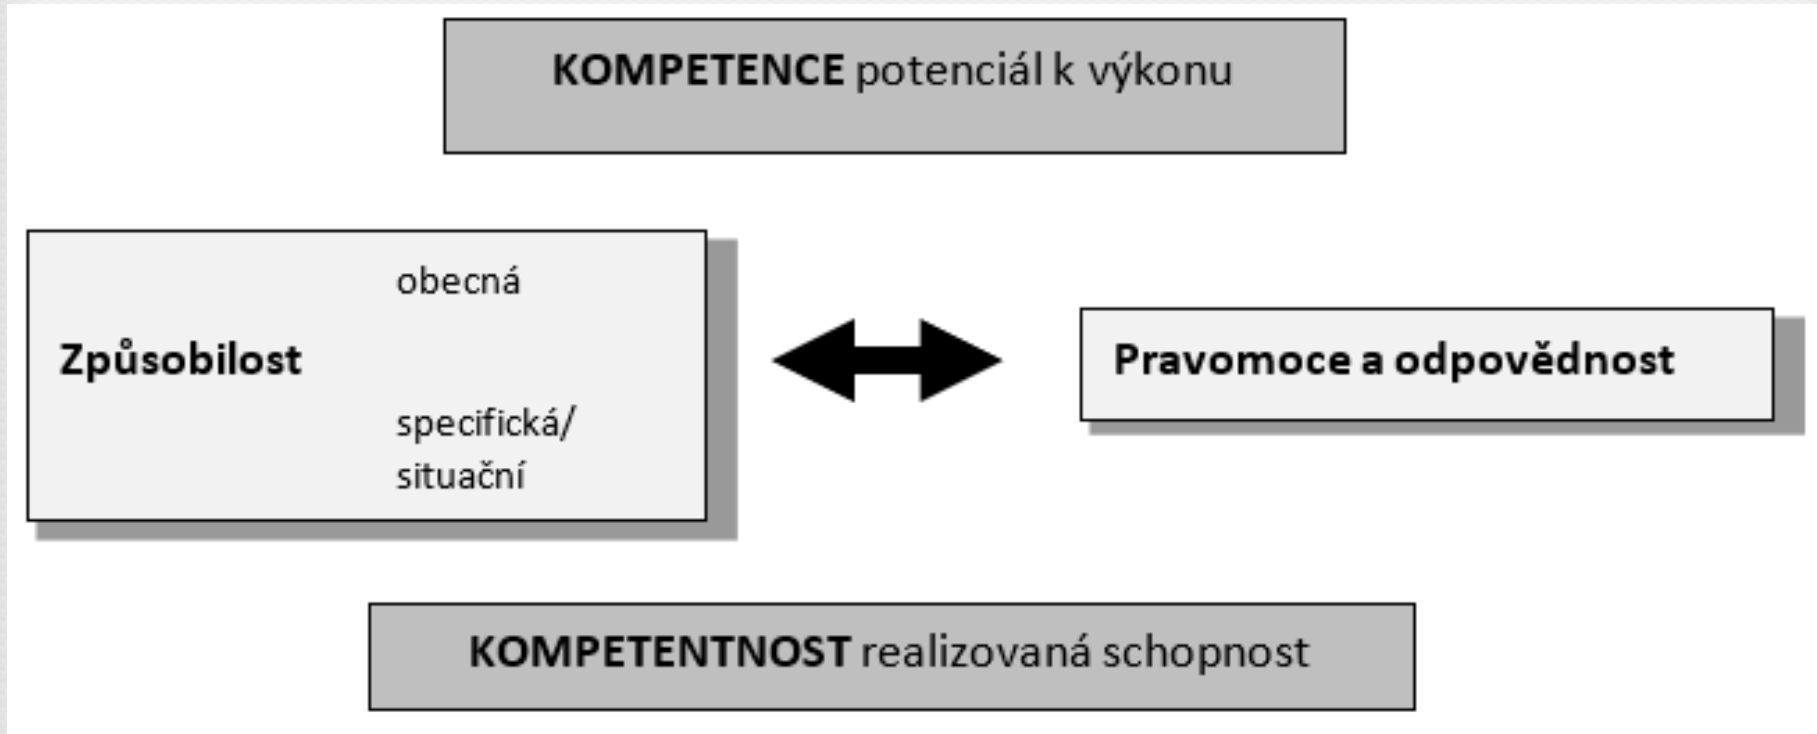 KOMPETENCE potenciál k výkonu
obecná
Způsobilost
specifická/
situační
Pravomoce a odpovědnost
KOMPETENTNOST realizovaná schopnost